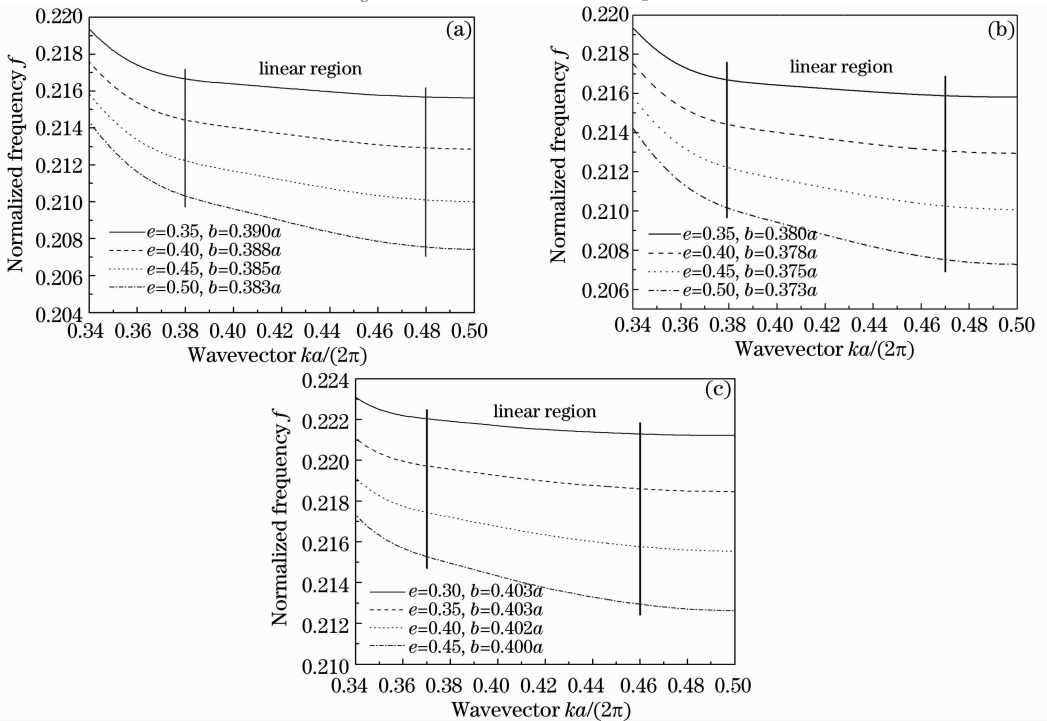 (a)
Normalized frequency f
0.220
0.218
0.216
0.214
0.212
0.210
0.208
0.206
0.204
linear region
e=0.35, b=0.390a
e=0.40, b=0.388a
e=0.45, b=0.385a
e=0.50, b=0.383a
0.34 0.36 0.38 0.40 0.42 0.44 0.46 0.48 0.50
Wavevector ka/(2π)
(b)
Normalized frequency f
0.220
0.218
0.216
0.214
0.212
0.210
0.208
0.206
linear region
e=0.35, b=0.380a
e=0.40, b=0.378a
e=0.45, b=0.375a
e=0.50, b=0.373a
0.34 0.36 0.38 0.40 0.42 0.44 0.46 0.48 0.50
Wavevector ka/(2π)
(c)
Normalized frequency f
0.224
0.222
0.220
0.218
0.216
0.214
0.212
0.210
linear region
e=0.30, b=0.403a
e=0.35, b=0.403a
e=0.40, b=0.402a
e=0.45, b=0.400a
0.34 0.36 0.38 0.40 0.42 0.44 0.46 0.48 0.50
Wavevector ka/(2π)